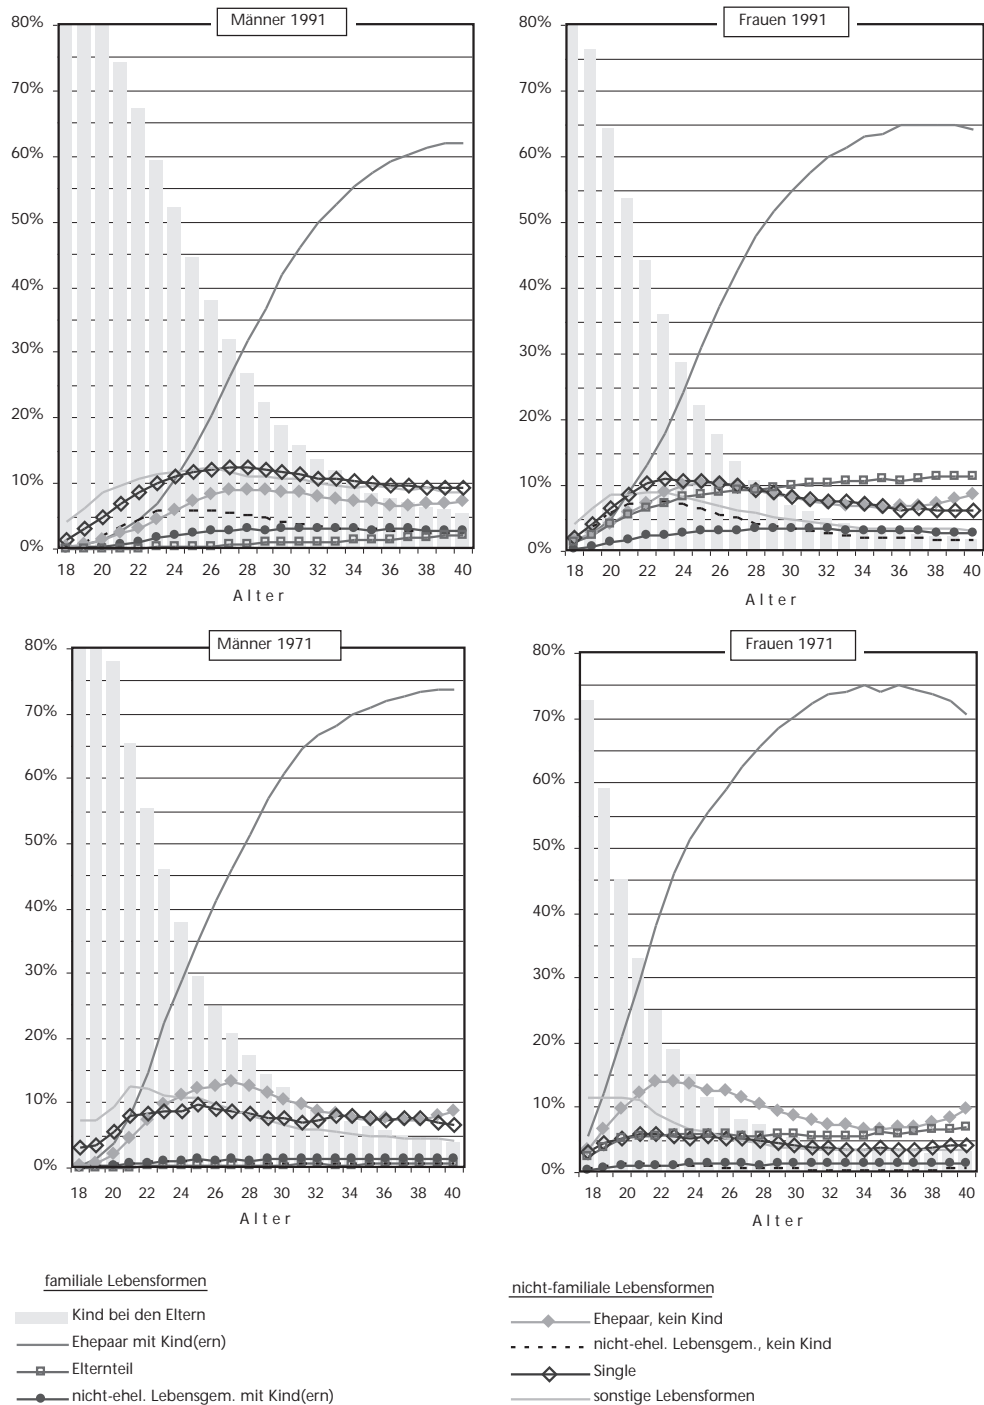 Männer 1991
80%
70%
60%
50%
40%
30%
20%
10%
0%
18 20 22 24 26 28 30 32 34 36 38 40
Alter
Frauen 1991
80%
70%
60%
50%
40%
30%
20%
10%
0%
18 20 22 24 26 28 30 32 34 36 38 40
Alter
Männer 1971
80%
70%
60%
50%
40%
30%
20%
10%
0%
18 20 22 24 26 28 30 32 34 36 38 40
Alter
Frauen 1971
80%
70%
60%
50%
40%
30%
20%
10%
0%
18 20 22 24 26 28 30 32 34 36 38 40
Alter
familiale Lebensformen
Kind bei den Eltern
Ehepaar mit Kind(ern)
Elternteil
nicht-ehel. Lebensgem. mit Kind(ern)
nicht-familiale Lebensformen
Ehepaar, kein Kind
nicht-ehel. Lebensgem., kein Kind
Single
sonstige Lebensformen